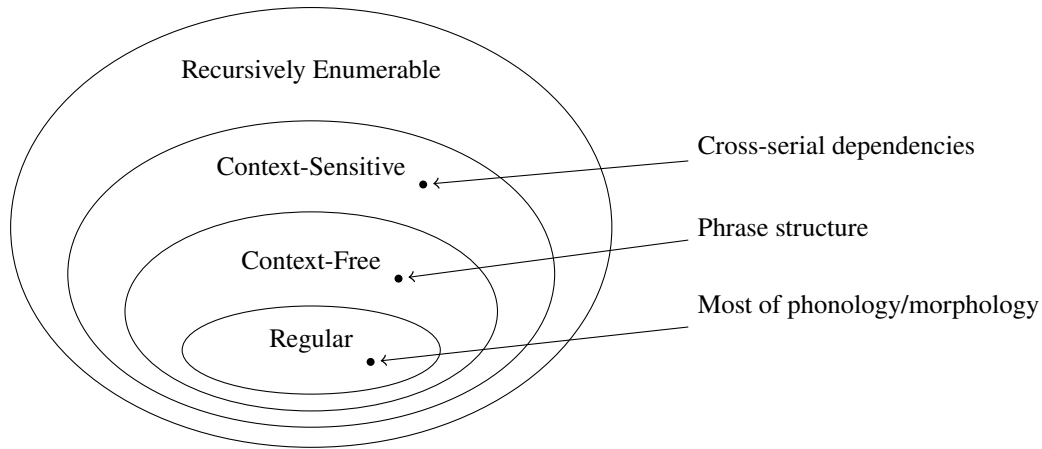 Recursively Enumerable
Context-Sensitive
Cross-serial dependencies
Context-Free
Phrase structure
Regular
Most of phonology/morphology